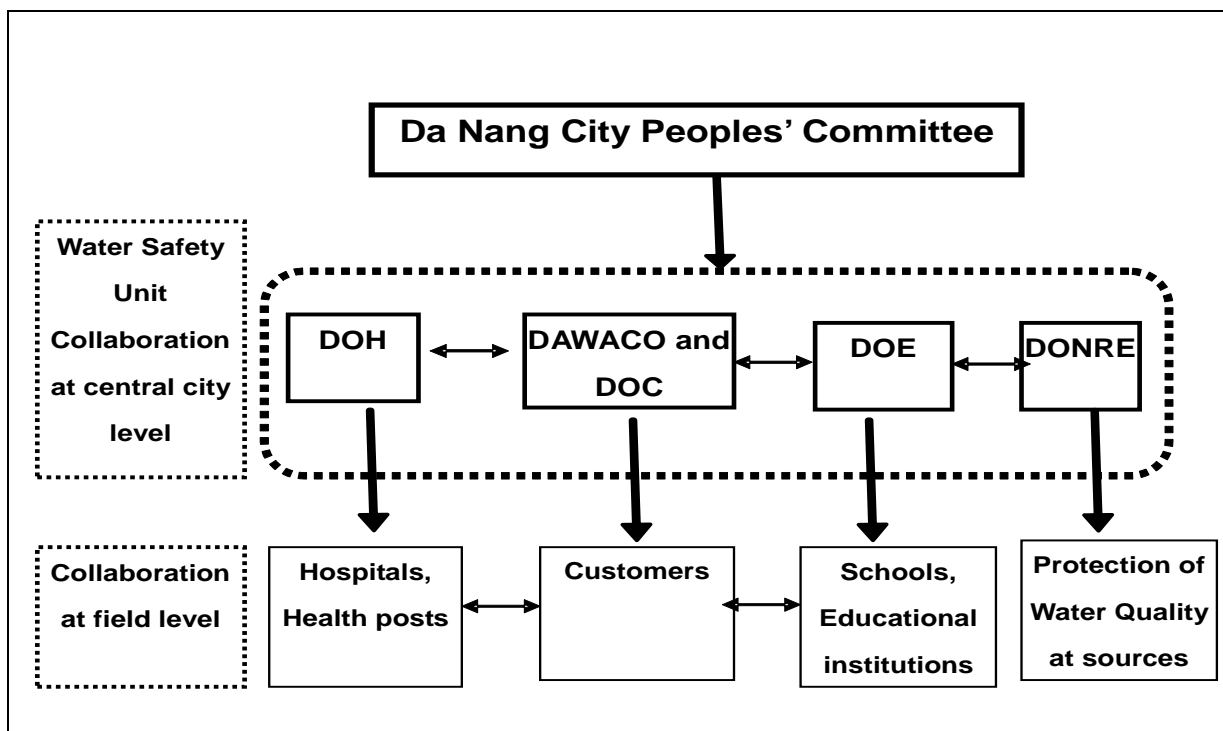 Da Nang City Peoples’ Committee
Water Safety
Unit
Collaboration
at central city
level
DOH
DAWACO and
DOC
DOE
DONRE
Collaboration
at field level
Hospitals,
Health posts
Customers
Schools,
Educational
institutions
Protection of
Water Quality
at sources